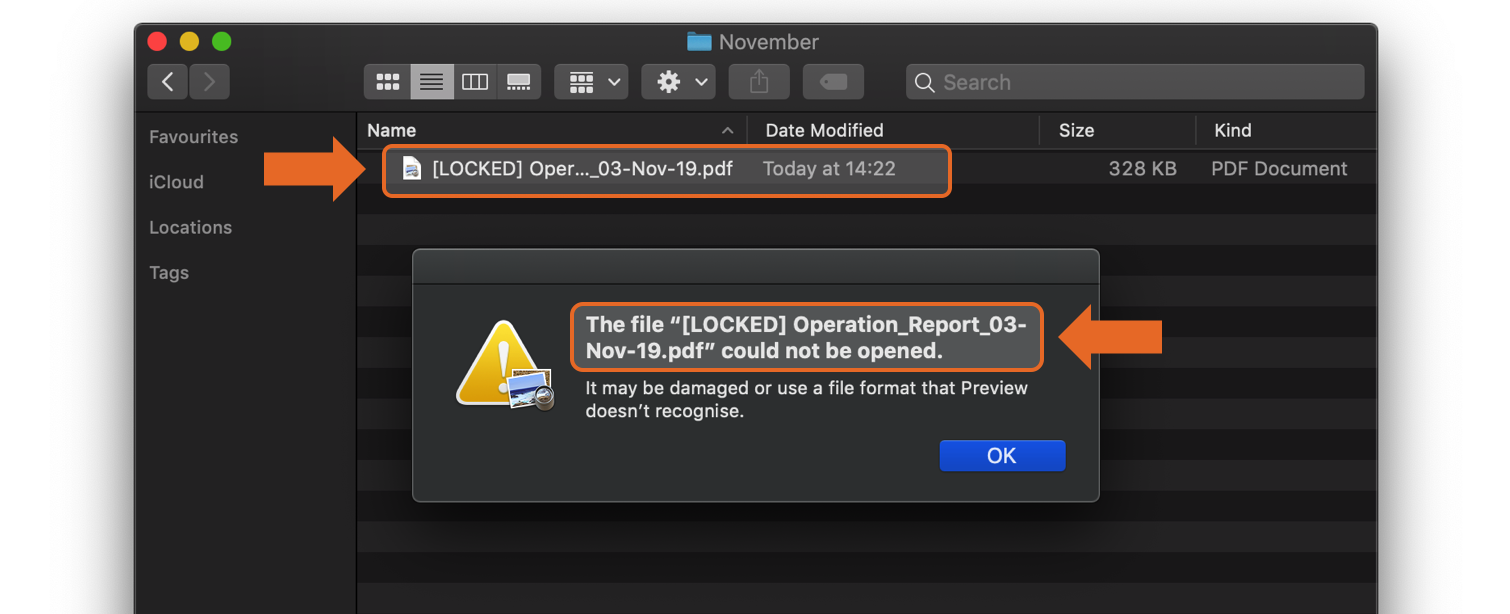 November
Search
Favourites
iCloud
Locations
Tags
Name
Date Modified
Size
Kind
[LOCKED] Oper..._03-Nov-19.pdf
Today at 14:22
328 KB
PDF Document
The file “[LOCKED] Operation_Report_03-
Nov-19.pdf” could not be opened.
It may be damaged or use a file format that Preview
doesn’t recognise.
OK